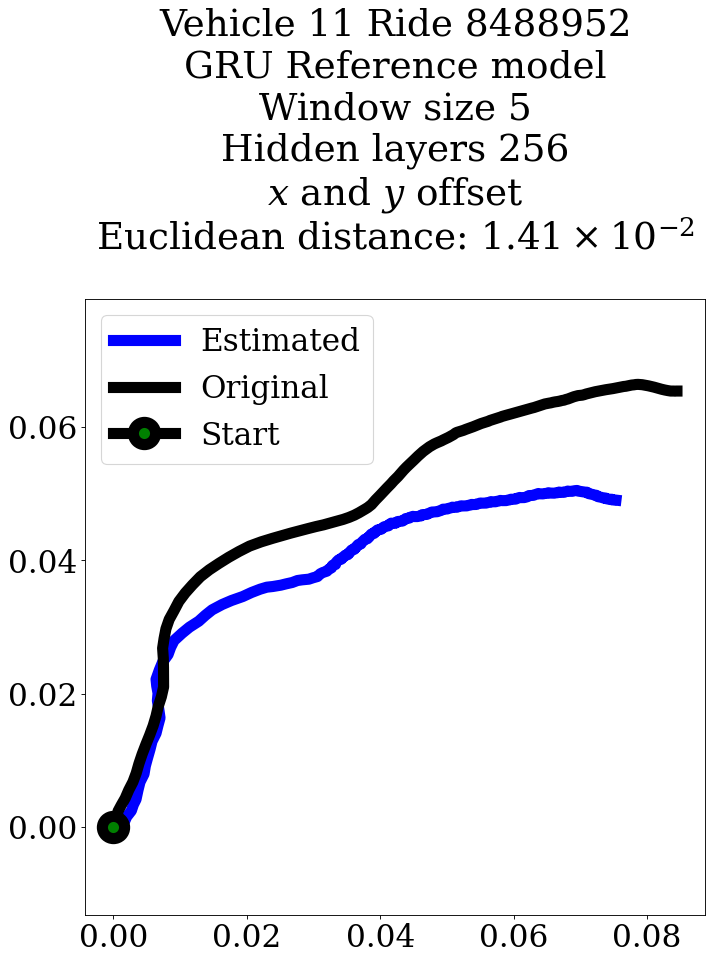 Vehicle 11 Ride 8488952
GRU Reference model
Window size 5
Hidden layers 256
x and y offset
Euclidean distance: 1.41 × 10⁻²
Estimated
Original
Start
0.06
0.04
0.02
0.00
0.00 0.02 0.04 0.06 0.08